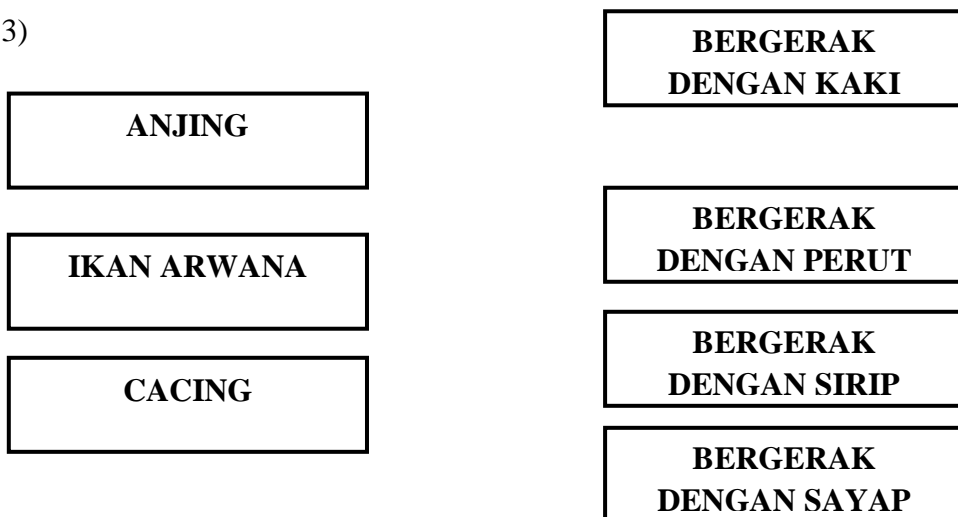 3)
ANJING
IKAN ARWANA
CACING
BERGERAK
DENGAN KAKI
BERGERAK
DENGAN PERUT
BERGERAK
DENGAN SIRIP
BERGERAK
DENGAN SAYAP